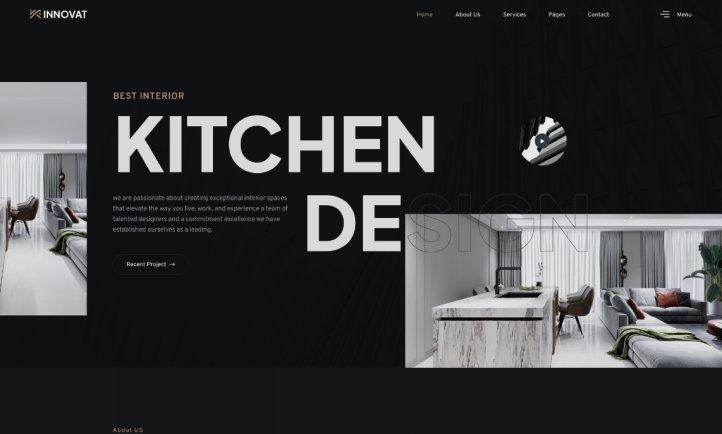 INNOVAT
Home About Us Services Pages Contact Menu
BEST INTERIOR
KITCHEN
DESIGN
we are passionate about creating exceptional interior spaces
that elevate the way you live, work, and experience a team of
talented designers and a commitment excellence we have
established ourselves as a leading.
Recent Project →
About US